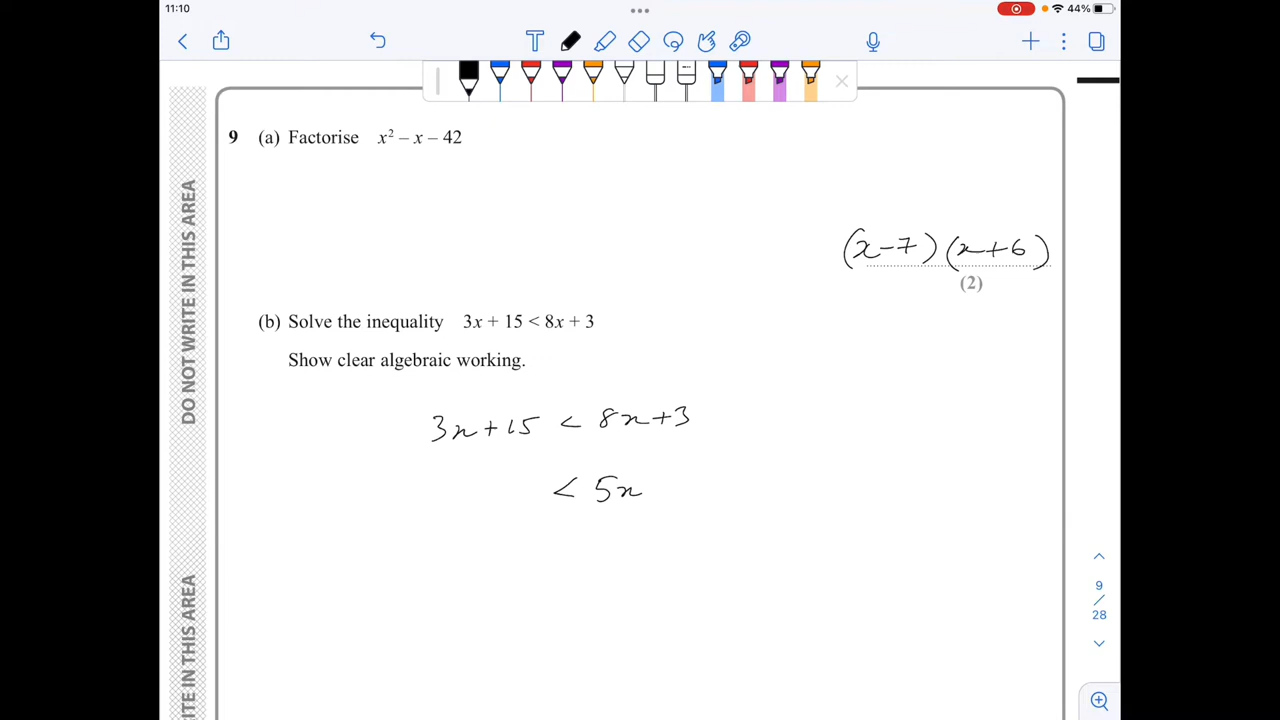 11:10
44%
9 (a) Factorise x² – x – 42
(x-7)(x+6)
(2)
(b) Solve the inequality 3x + 15 < 8x + 3
Show clear algebraic working.
3x+15 < 8x+3
< 5x
DO NOT WRITE IN THIS AREA
ITE IN THIS AREA
9
/
28